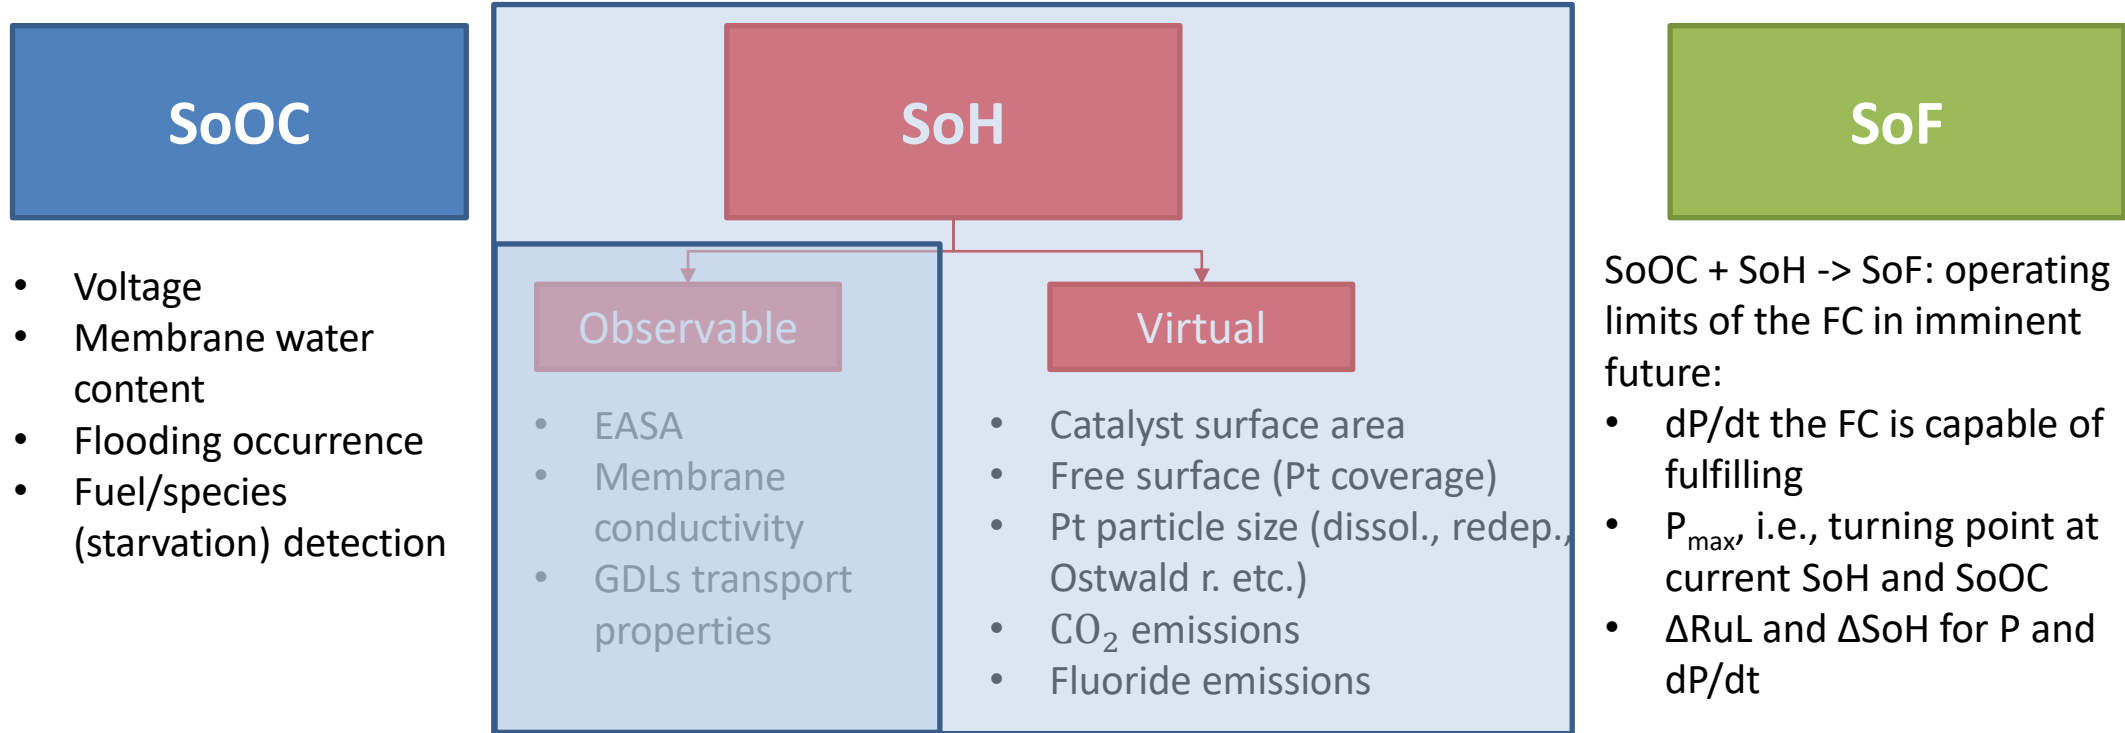 SoOC
• Voltage
• Membrane water
content
• Flooding occurrence
• Fuel/species
(starvation) detection
SoH
Observable
• EASA
• Membrane
conductivity
• GDLs transport
properties
Virtual
• Catalyst surface area
• Free surface (Pt coverage)
• Pt particle size (dissol., redep.,
Ostwald r. etc.)
• CO₂ emissions
• Fluoride emissions
SoF
SoOC + SoH -> SoF: operating
limits of the FC in imminent
future:
• dP/dt the FC is capable of
fulfilling
• Pmax, i.e., turning point at
current SoH and SoOC
• ΔRuL and ΔSoH for P and
dP/dt